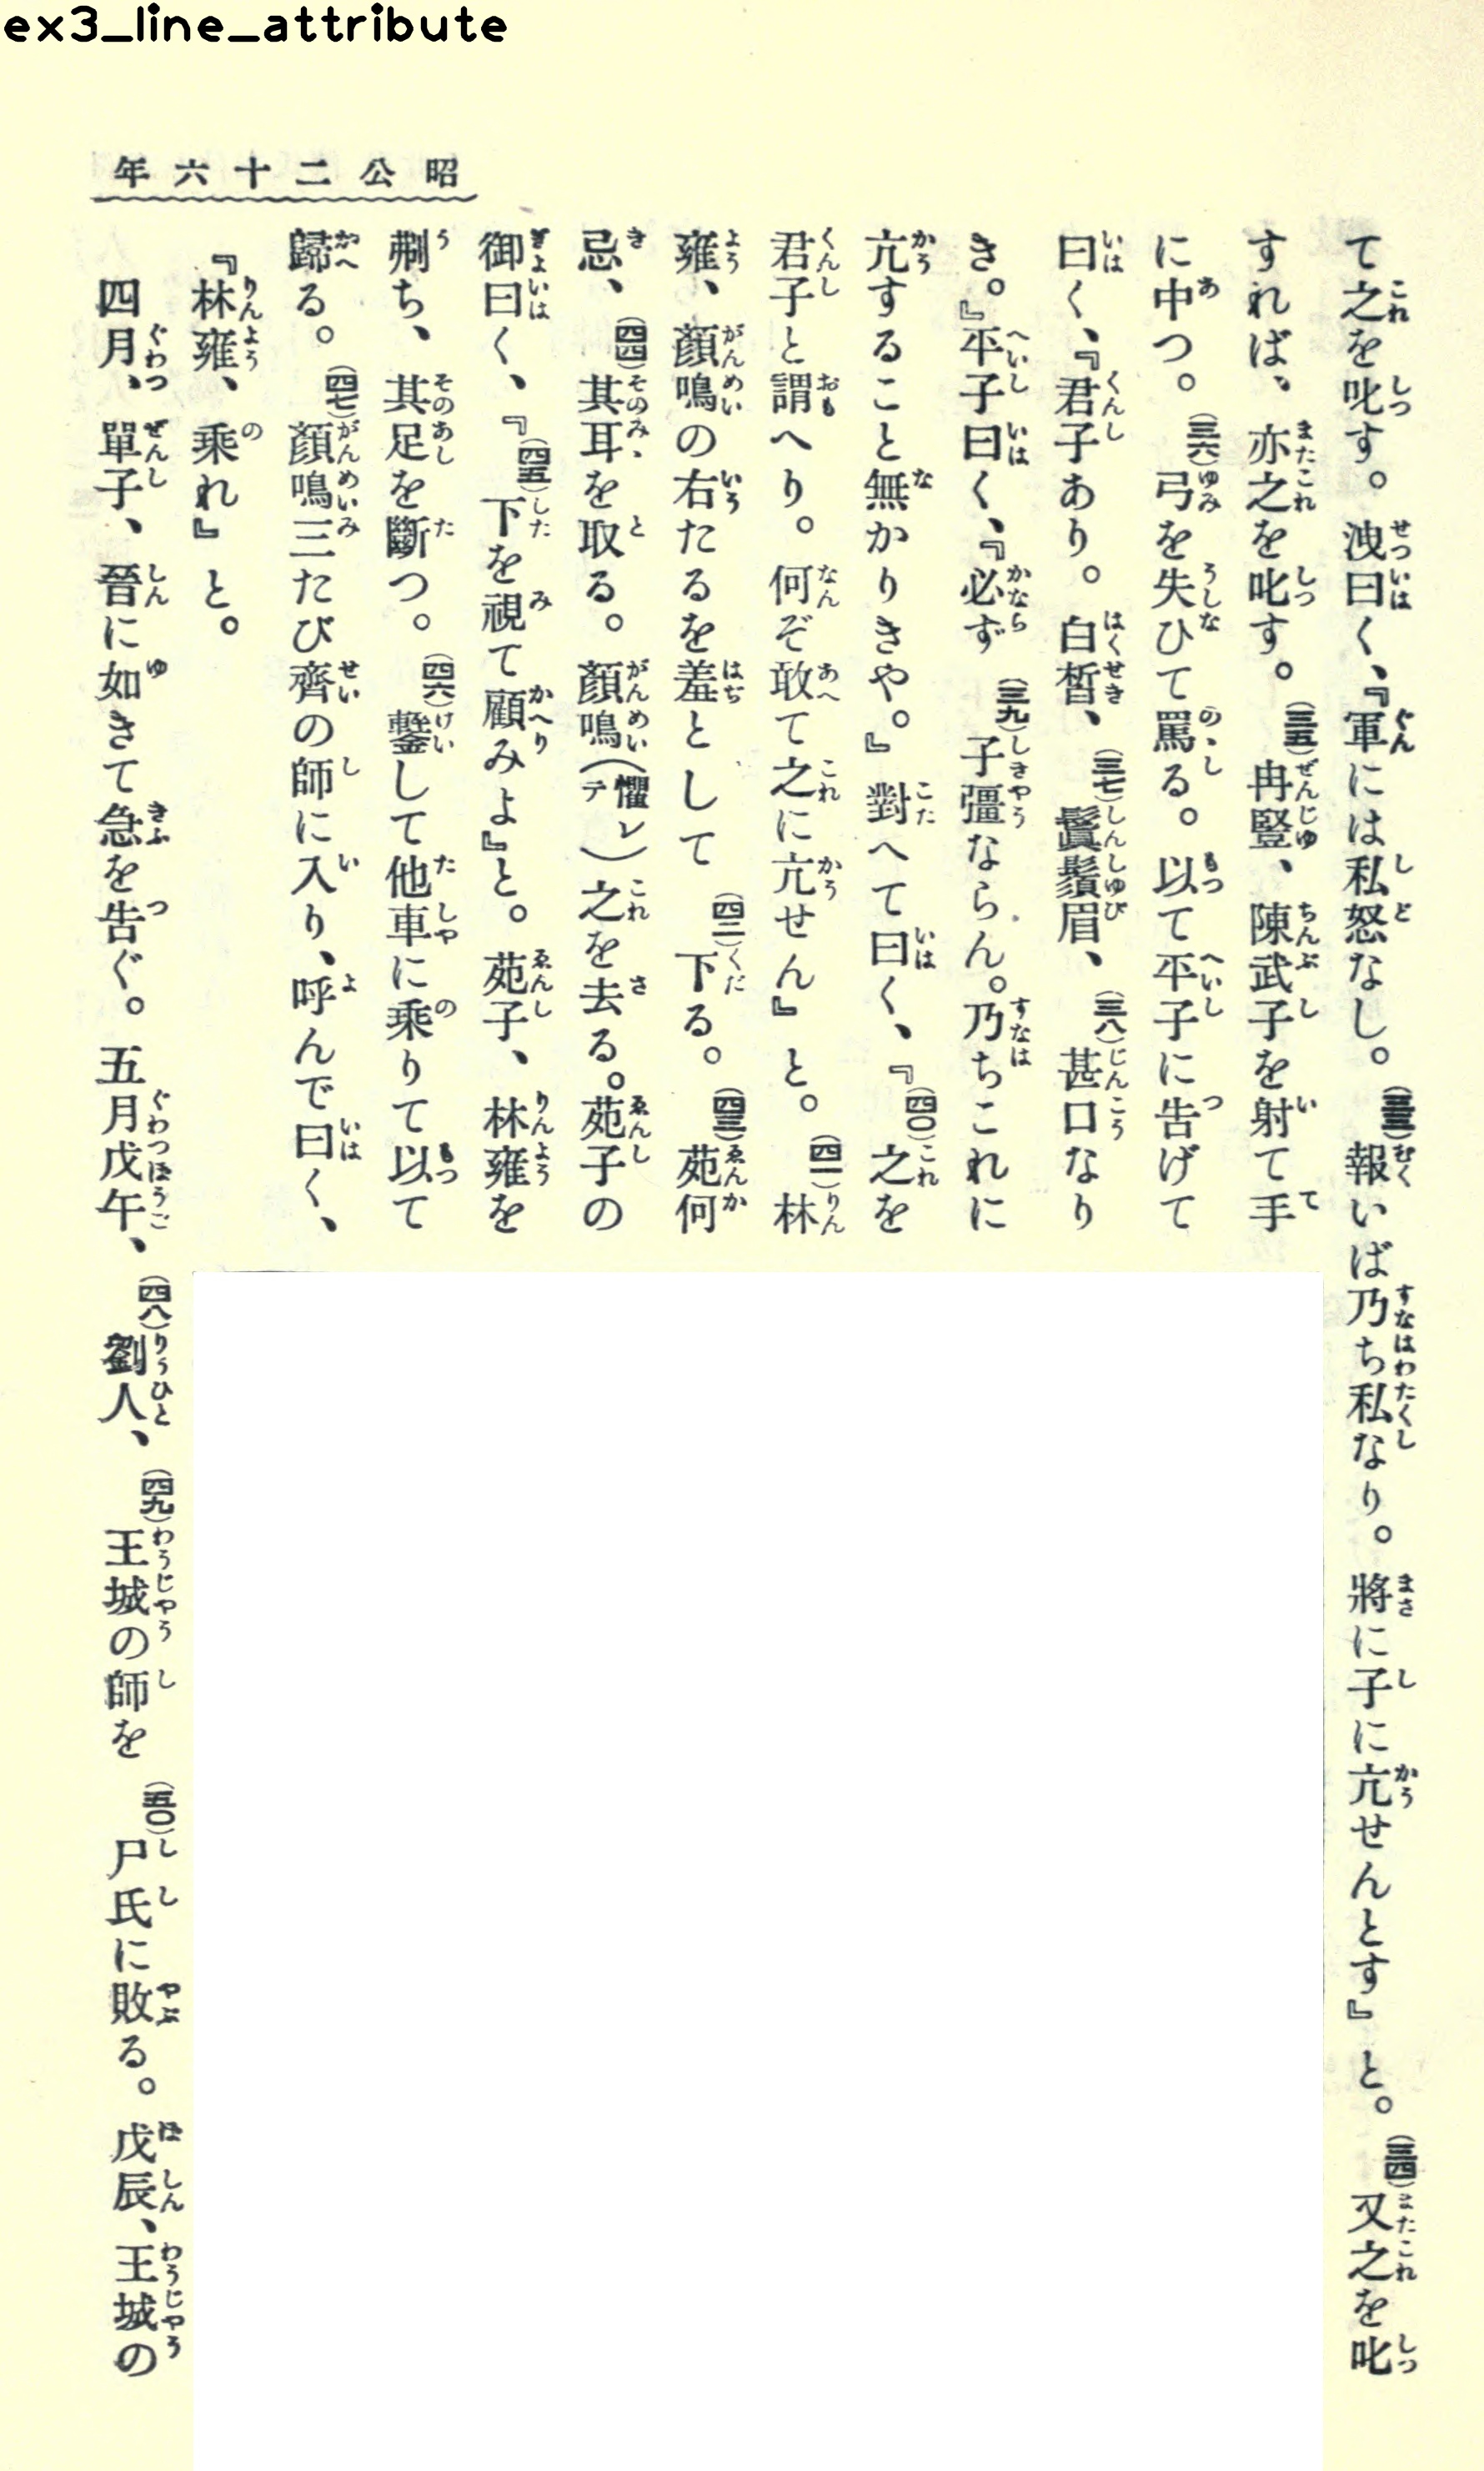 ex3_line_attribute
昭公二十六年
て之を叱す。洩曰く、『軍には私怒なし。(三三)報いば乃ち私なり。將に子に亢せんとす』と。(三四)又之を叱
すれば、亦之を叱す。(三五)冉豎、陳武子を射て手
に中つ。(三六)弓を失ひて罵る。以て平子に告げて
曰く、『君子あり。白皙、(三七)鬒鬚眉、(三八)甚口なり
き。』平子曰く、『必ず(三九)子彊ならん。乃ちこれに
亢すること無かりきや。』對へて曰く、『(四〇)之を
君子と謂へり。何ぞ敢て之に亢せん』と。(四一)林
雍、顏鳴の右たるを羞として(四二)下る。(四三)苑何
忌、(四四)其耳を取る。顏鳴(懼レテ)之を去る。苑子の
御曰く、『(四五)下を視て顧みよ』と。苑子、林雍を
刜ち、其足を斷つ。(四六)鑋して他車に乘りて以て
歸る。(四七)顏鳴三たび齊の師に入り、呼んで曰く、
『林雍、乘れ』と。
四月、單子、晉に如きて急を告ぐ。五月戊午、(四八)劉人、(四九)王城の師を(五〇)尸氏に敗る。戊辰、王城の